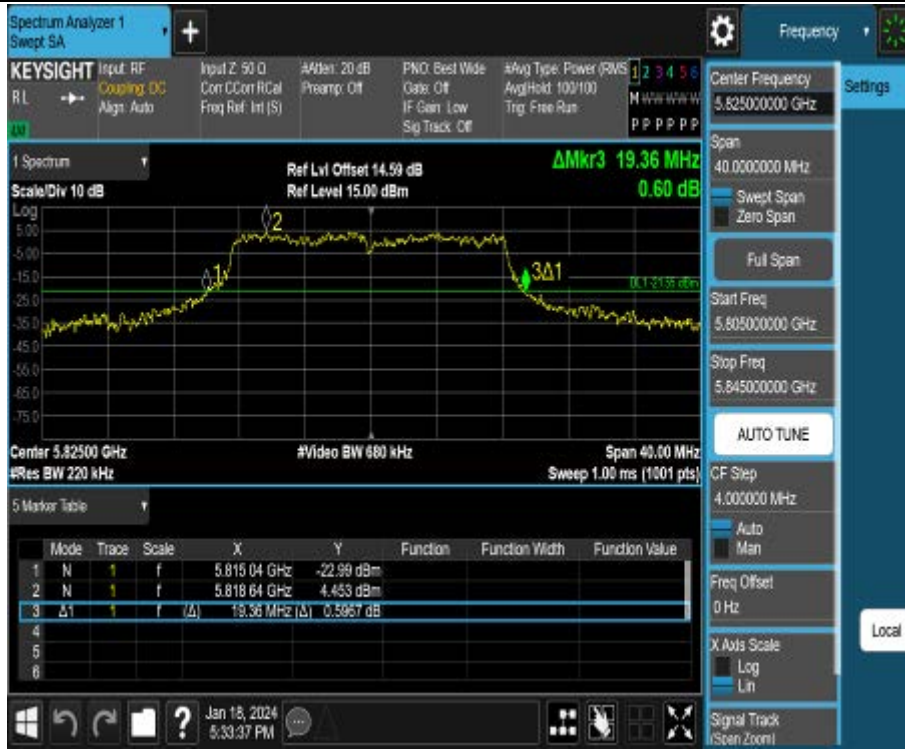 Spectrum Analyzer 1
Swept SA
Frequency
KEYSIGHT
RL
Input: RF
Coupling: DC
Align: Auto
Input Z: 50 Ω
Corr CCorr RCal
Freq Ref: Int (S)
#Atten: 20 dB
Preamp: Off
PNO: Best Wide
Gate: Off
IF Gain: Low
Sig Track: Off
#Avg Type: Power (RMS
Avg|Hold: 100/100
Trig: Free Run
1 2 3 4 5 6
M W W W W W
P P P P P P
1 Spectrum
Scale/Div 10 dB
Ref Lvl Offset 14.59 dB
Ref Level 15.00 dBm
ΔMkr3 19.36 MHz
0.60 dB
Log
5.00
-5.00
-15.0
-25.0
-35.0
-45.0
-55.0
-65.0
-75.0
1
2
3Δ1
DL1 -21.55 dBm
Center 5.82500 GHz
#Video BW 680 kHz
Span 40.00 MHz
#Res BW 220 kHz
Sweep 1.00 ms (1001 pts)
5 Marker Table
Mode Trace Scale X Y Function Function Width Function Value
1 N 1 f 5.815 04 GHz -22.99 dBm
2 N 1 f 5.818 64 GHz 4.453 dBm
3 Δ1 1 f (Δ) 19.36 MHz (Δ) 0.5967 dB
4
5
6
Jan 18, 2024
5:33:37 PM
Center Frequency
5.825000000 GHz
Span
40.0000000 MHz
Swept Span
Zero Span
Full Span
Start Freq
5.805000000 GHz
Stop Freq
5.845000000 GHz
AUTO TUNE
CF Step
4.000000 MHz
Auto
Man
Freq Offset
0 Hz
X Axis Scale
Log
Lin
Signal Track
(Span Zoom)
Settings
Local